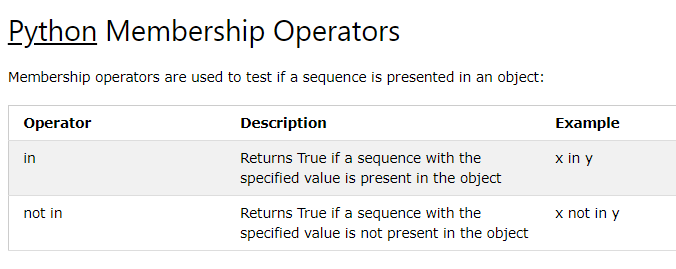 Python Membership Operators
Membership operators are used to test if a sequence is presented in an object:
Operator Description Example
in Returns True if a sequence with the x in y
specified value is present in the object
not in Returns True if a sequence with the x not in y
specified value is not present in the object